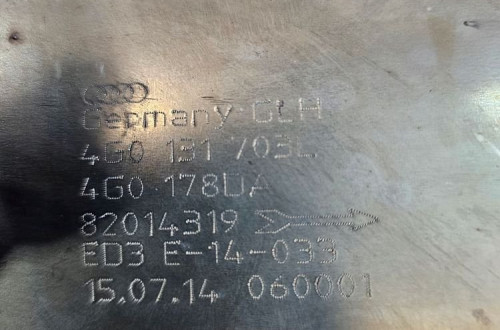 Germany GLH
4G0 131 703L
4G0 178UA
82014319
ED3 E-14-033
15.07.14 060001